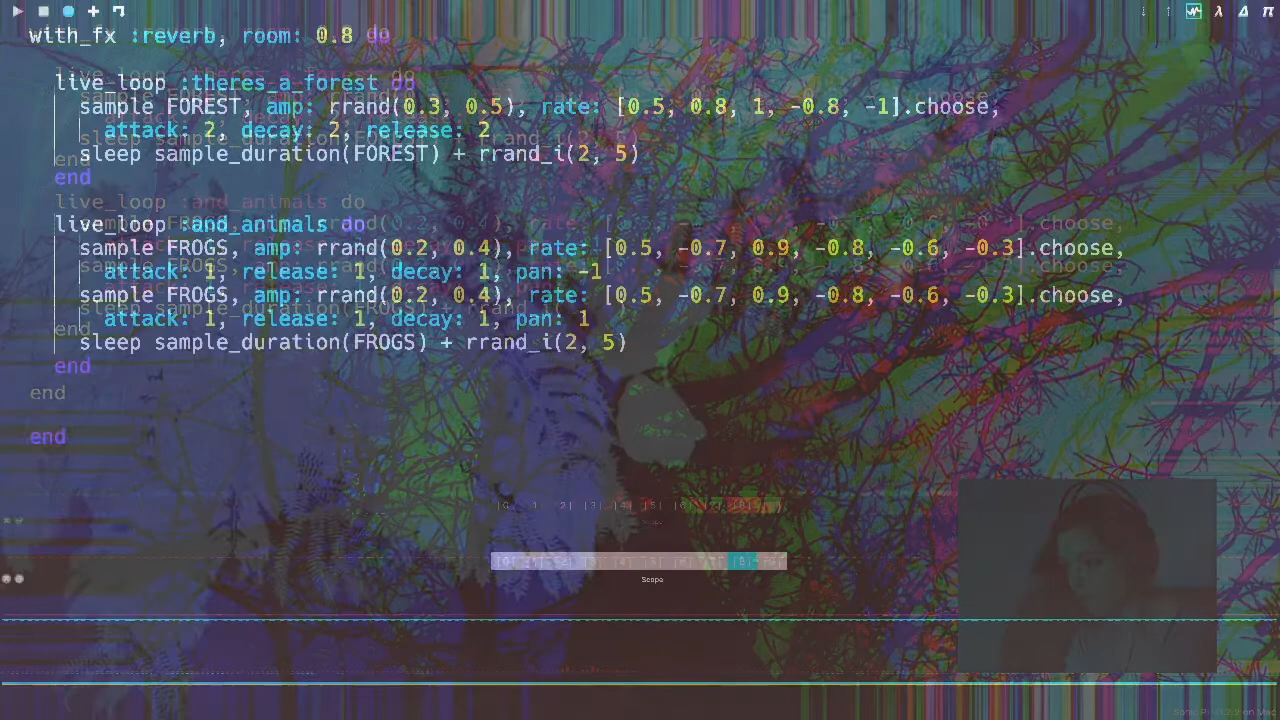 with_fx :reverb, room: 0.8 do
live_loop :theres_a_forest do
sample FOREST, amp: rrand(0.3, 0.5), rate: [0.5, 0.8, 1, -0.8, -1].choose,
attack: 2, decay: 2, release: 2
sleep sample_duration(FOREST) + rrand_i(2, 5)
end
live_loop :and_animals do
sample FROGS, amp: rrand(0.2, 0.4), rate: [0.5, -0.7, 0.9, -0.8, -0.6, -0.3].choose,
attack: 1, release: 1, decay: 1, pan: -1
sample FROGS, amp: rrand(0.2, 0.4), rate: [0.5, -0.7, 0.9, -0.8, -0.6, -0.3].choose,
attack: 1, release: 1, decay: 1, pan: 1
sleep sample_duration(FROGS) + rrand_i(2, 5)
end
end
end
Scope